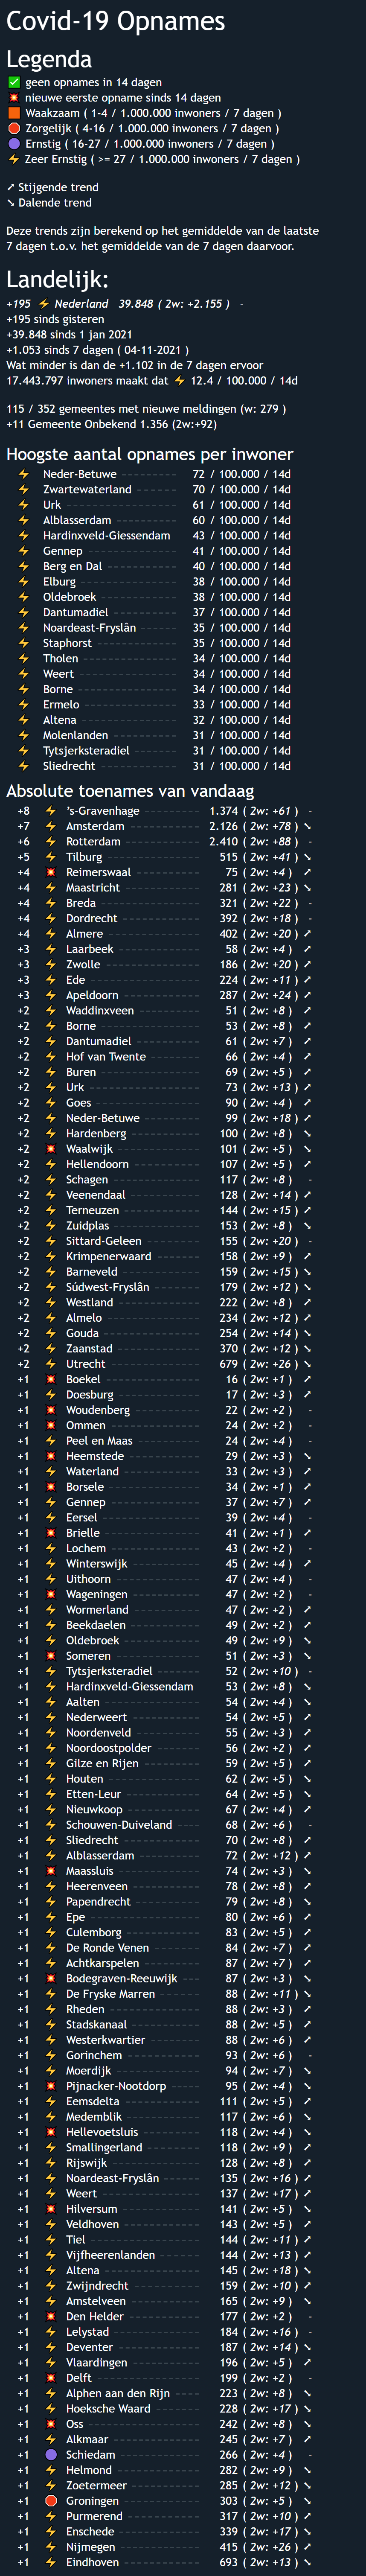 Covid-19 Opnames
Legenda
✅ geen opnames in 14 dagen
💥 nieuwe eerste opname sinds 14 dagen
🟧 Waakzaam ( 1-4 / 1.000.000 inwoners / 7 dagen )
🛑 Zorgelijk ( 4-16 / 1.000.000 inwoners / 7 dagen )
🟣 Ernstig ( 16-27 / 1.000.000 inwoners / 7 dagen )
⚡ Zeer Ernstig ( >= 27 / 1.000.000 inwoners / 7 dagen )
⤢ Stijgende trend
⤡ Dalende trend
Deze trends zijn berekend op het gemiddelde van de laatste
7 dagen t.o.v. het gemiddelde van de 7 dagen daarvoor.
Landelijk:
+195 ⚡ Nederland 39.848 ( 2w: +2.155 ) -
+195 sinds gisteren
+39.848 sinds 1 jan 2021
+1.053 sinds 7 dagen ( 04-11-2021 )
Wat minder is dan de +1.102 in de 7 dagen ervoor
17.443.797 inwoners maakt dat ⚡ 12.4 / 100.000 / 14d
115 / 352 gemeentes met nieuwe meldingen (w: 279 )
+11 Gemeente Onbekend 1.356 (2w:+92)
Hoogste aantal opnames per inwoner
⚡ Neder-Betuwe 72 / 100.000 / 14d
⚡ Zwartewaterland 70 / 100.000 / 14d
⚡ Urk 61 / 100.000 / 14d
⚡ Alblasserdam 60 / 100.000 / 14d
⚡ Hardinxveld-Giessendam 43 / 100.000 / 14d
⚡ Gennep 41 / 100.000 / 14d
⚡ Berg en Dal 40 / 100.000 / 14d
⚡ Elburg 38 / 100.000 / 14d
⚡ Oldebroek 38 / 100.000 / 14d
⚡ Dantumadiel 37 / 100.000 / 14d
⚡ Noardeast-Fryslân 35 / 100.000 / 14d
⚡ Staphorst 35 / 100.000 / 14d
⚡ Tholen 34 / 100.000 / 14d
⚡ Weert 34 / 100.000 / 14d
⚡ Borne 34 / 100.000 / 14d
⚡ Ermelo 33 / 100.000 / 14d
⚡ Altena 32 / 100.000 / 14d
⚡ Molenlanden 31 / 100.000 / 14d
⚡ Tytsjerksteradiel 31 / 100.000 / 14d
⚡ Sliedrecht 31 / 100.000 / 14d
Absolute toenames van vandaag
+8 ⚡ 's-Gravenhage 1.374 ( 2w: +61 ) -
+7 ⚡ Amsterdam 2.126 ( 2w: +78 ) ⤡
+6 ⚡ Rotterdam 2.410 ( 2w: +88 ) -
+5 ⚡ Tilburg 515 ( 2w: +41 ) ⤡
+4 💥 Reimerswaal 75 ( 2w: +4 ) ⤢
+4 ⚡ Maastricht 281 ( 2w: +23 ) ⤡
+4 ⚡ Breda 321 ( 2w: +22 ) -
+4 ⚡ Dordrecht 392 ( 2w: +18 ) -
+4 ⚡ Almere 402 ( 2w: +20 ) ⤢
+3 ⚡ Laarbeek 58 ( 2w: +4 ) ⤢
+3 ⚡ Zwolle 186 ( 2w: +20 ) ⤢
+3 ⚡ Ede 224 ( 2w: +11 ) ⤢
+3 ⚡ Apeldoorn 287 ( 2w: +24 ) ⤢
+2 ⚡ Waddinxveen 51 ( 2w: +8 ) ⤢
+2 ⚡ Borne 53 ( 2w: +8 ) ⤢
+2 ⚡ Dantumadiel 61 ( 2w: +7 ) ⤢
+2 ⚡ Hof van Twente 66 ( 2w: +4 ) ⤢
+2 ⚡ Buren 69 ( 2w: +5 ) ⤢
+2 ⚡ Urk 73 ( 2w: +13 ) ⤢
+2 ⚡ Goes 90 ( 2w: +4 ) ⤢
+2 ⚡ Neder-Betuwe 99 ( 2w: +18 ) ⤢
+2 ⚡ Hardenberg 100 ( 2w: +8 ) ⤡
+2 💥 Waalwijk 101 ( 2w: +5 ) ⤡
+2 ⚡ Hellendoorn 107 ( 2w: +5 ) ⤢
+2 ⚡ Schagen 117 ( 2w: +8 ) -
+2 ⚡ Veenendaal 128 ( 2w: +14 ) ⤢
+2 ⚡ Terneuzen 144 ( 2w: +15 ) ⤢
+2 ⚡ Zuidplas 153 ( 2w: +8 ) ⤡
+2 ⚡ Sittard-Geleen 155 ( 2w: +20 ) -
+2 ⚡ Krimpenerwaard 158 ( 2w: +9 ) ⤢
+2 ⚡ Barneveld 159 ( 2w: +15 ) ⤡
+2 ⚡ Súdwest-Fryslân 179 ( 2w: +12 ) ⤡
+2 ⚡ Westland 222 ( 2w: +8 ) ⤢
+2 ⚡ Almelo 234 ( 2w: +12 ) ⤢
+2 ⚡ Gouda 254 ( 2w: +14 ) ⤡
+2 ⚡ Zaanstad 370 ( 2w: +12 ) ⤡
+2 ⚡ Utrecht 679 ( 2w: +26 ) ⤡
+1 💥 Boekel 16 ( 2w: +1 ) ⤢
+1 ⚡ Doesburg 17 ( 2w: +3 ) ⤢
+1 💥 Woudenberg 22 ( 2w: +2 ) -
+1 💥 Ommen 24 ( 2w: +2 ) -
+1 ⚡ Peel en Maas 24 ( 2w: +4 ) -
+1 💥 Heemstede 29 ( 2w: +3 ) ⤡
+1 ⚡ Waterland 33 ( 2w: +3 ) ⤢
+1 💥 Borsele 34 ( 2w: +1 ) ⤢
+1 ⚡ Gennep 37 ( 2w: +7 ) ⤢
+1 ⚡ Eersel 39 ( 2w: +4 ) -
+1 💥 Brielle 41 ( 2w: +1 ) ⤢
+1 ⚡ Lochem 43 ( 2w: +2 ) -
+1 ⚡ Winterswijk 45 ( 2w: +4 ) ⤢
+1 ⚡ Uithoorn 47 ( 2w: +4 ) -
+1 💥 Wageningen 47 ( 2w: +2 ) -
+1 ⚡ Wormerland 47 ( 2w: +2 ) ⤢
+1 ⚡ Beekdaelen 49 ( 2w: +2 ) ⤢
+1 ⚡ Oldebroek 49 ( 2w: +9 ) ⤡
+1 💥 Someren 51 ( 2w: +3 ) ⤡
+1 ⚡ Tytsjerksteradiel 52 ( 2w: +10 ) -
+1 ⚡ Hardinxveld-Giessendam 53 ( 2w: +8 ) ⤡
+1 ⚡ Aalten 54 ( 2w: +4 ) ⤡
+1 ⚡ Nederweert 54 ( 2w: +5 ) ⤢
+1 ⚡ Noordenveld 55 ( 2w: +3 ) ⤢
+1 ⚡ Noordoostpolder 56 ( 2w: +2 ) ⤢
+1 ⚡ Gilze en Rijen 59 ( 2w: +5 ) ⤢
+1 ⚡ Houten 62 ( 2w: +5 ) ⤡
+1 ⚡ Etten-Leur 64 ( 2w: +5 ) ⤡
+1 ⚡ Nieuwkoop 67 ( 2w: +4 ) ⤢
+1 ⚡ Schouwen-Duiveland 68 ( 2w: +6 ) -
+1 ⚡ Sliedrecht 70 ( 2w: +8 ) ⤢
+1 ⚡ Alblasserdam 72 ( 2w: +12 ) ⤢
+1 💥 Maassluis 74 ( 2w: +3 ) ⤡
+1 ⚡ Heerenveen 78 ( 2w: +8 ) ⤢
+1 ⚡ Papendrecht 79 ( 2w: +8 ) ⤡
+1 ⚡ Epe 80 ( 2w: +6 ) ⤢
+1 ⚡ Culemborg 83 ( 2w: +5 ) ⤢
+1 ⚡ De Ronde Venen 84 ( 2w: +7 ) ⤢
+1 ⚡ Achtkarspelen 87 ( 2w: +7 ) ⤢
+1 💥 Bodegraven-Reeuwijk 87 ( 2w: +3 ) ⤡
+1 ⚡ De Fryske Marren 88 ( 2w: +11 ) ⤡
+1 ⚡ Rheden 88 ( 2w: +3 ) ⤢
+1 ⚡ Stadskanaal 88 ( 2w: +5 ) ⤢
+1 ⚡ Westerkwartier 88 ( 2w: +6 ) ⤢
+1 ⚡ Gorinchem 93 ( 2w: +6 ) -
+1 ⚡ Moerdijk 94 ( 2w: +7 ) ⤡
+1 💥 Pijnacker-Nootdorp 95 ( 2w: +4 ) ⤡
+1 ⚡ Eemsdelta 111 ( 2w: +5 ) ⤢
+1 ⚡ Medemblik 117 ( 2w: +6 ) ⤡
+1 💥 Hellevoetsluis 118 ( 2w: +4 ) ⤡
+1 ⚡ Smallingerland 118 ( 2w: +9 ) ⤢
+1 ⚡ Rijswijk 128 ( 2w: +8 ) ⤢
+1 ⚡ Noardeast-Fryslân 135 ( 2w: +16 ) ⤢
+1 ⚡ Weert 137 ( 2w: +17 ) ⤢
+1 💥 Hilversum 141 ( 2w: +5 ) ⤡
+1 ⚡ Veldhoven 143 ( 2w: +5 ) ⤢
+1 ⚡ Tiel 144 ( 2w: +11 ) ⤢
+1 ⚡ Vijfheerenlanden 144 ( 2w: +13 ) ⤢
+1 ⚡ Altena 145 ( 2w: +18 ) ⤡
+1 ⚡ Zwijndrecht 159 ( 2w: +10 ) ⤢
+1 ⚡ Amstelveen 165 ( 2w: +9 ) ⤡
+1 💥 Den Helder 177 ( 2w: +2 ) -
+1 ⚡ Lelystad 184 ( 2w: +16 ) -
+1 ⚡ Deventer 187 ( 2w: +14 ) ⤡
+1 ⚡ Vlaardingen 196 ( 2w: +5 ) ⤢
+1 💥 Delft 199 ( 2w: +2 ) -
+1 ⚡ Alphen aan den Rijn 223 ( 2w: +8 ) ⤡
+1 ⚡ Hoeksche Waard 228 ( 2w: +17 ) ⤡
+1 💥 Oss 242 ( 2w: +8 ) ⤡
+1 ⚡ Alkmaar 245 ( 2w: +7 ) ⤢
+1 🟣 Schiedam 266 ( 2w: +4 )
+1 ⚡ Helmond 282 ( 2w: +9 ) ⤡
+1 ⚡ Zoetermeer 285 ( 2w: +12 ) ⤡
+1 🛑 Groningen 303 ( 2w: +5 ) ⤡
+1 ⚡ Purmerend 317 ( 2w: +10 ) ⤢
+1 ⚡ Enschede 339 ( 2w: +17 ) ⤡
+1 ⚡ Nijmegen 415 ( 2w: +26 ) ⤢
+1 ⚡ Eindhoven 693 ( 2w: +13 ) ⤡